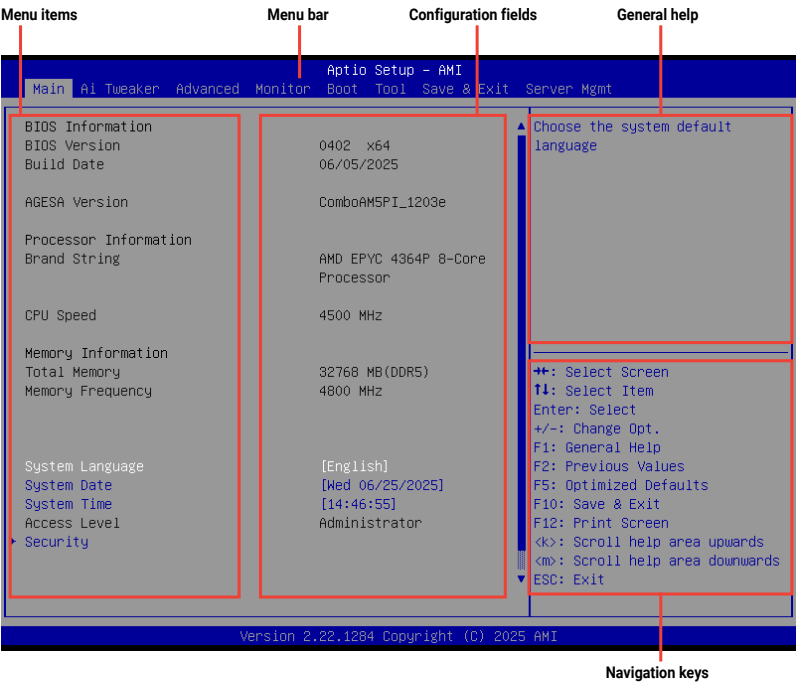 Menu items Menu bar Configuration fields General help
Aptio Setup – AMI
Main Ai Tweaker Advanced Monitor Boot Tool Save & Exit Server Mgmt
BIOS Information
BIOS Version 0402 x64
Build Date 06/05/2025
AGESA Version ComboAM5PI_1203e
Processor Information
Brand String AMD EPYC 4364P 8-Core
Processor
CPU Speed 4500 MHz
Memory Information
Total Memory 32768 MB(DDR5)
Memory Frequency 4800 MHz
System Language [English]
System Date [Wed 06/25/2025]
System Time [14:46:55]
Access Level Administrator
Security
Choose the system default
language
→←: Select Screen
↑↓: Select Item
Enter: Select
+/-: Change Opt.
F1: General Help
F2: Previous Values
F5: Optimized Defaults
F10: Save & Exit
F12: Print Screen
<k>: Scroll help area upwards
<m>: Scroll help area downwards
ESC: Exit
Version 2.22.1284 Copyright (C) 2025 AMI
Navigation keys